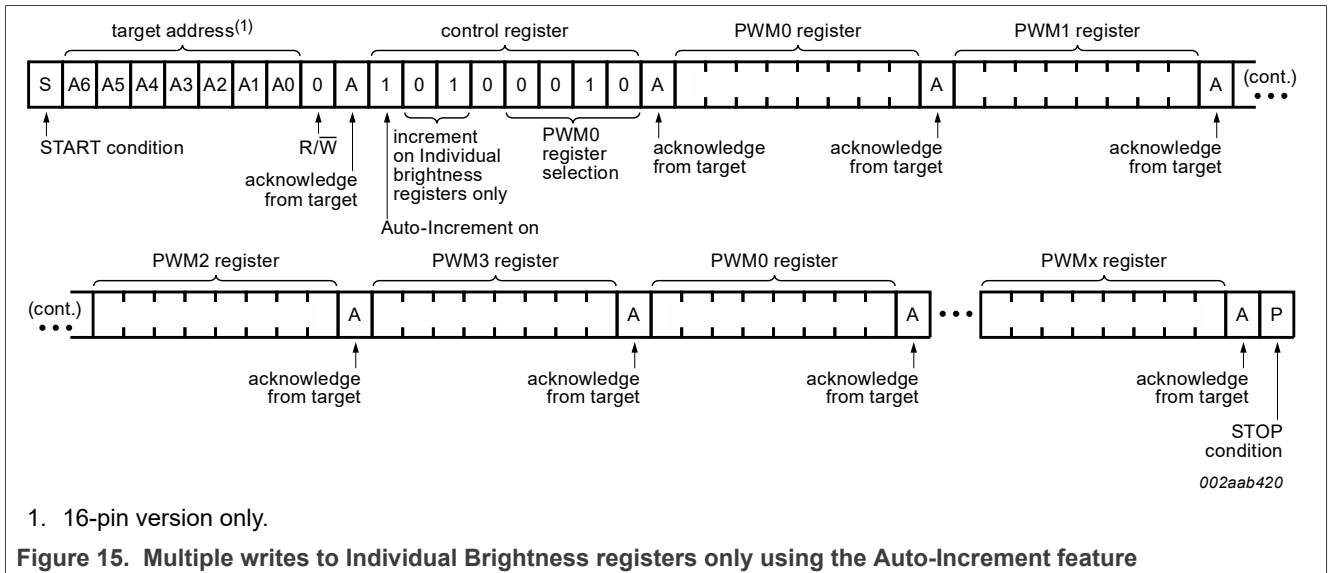 target address(1) control register PWM0 register PWM1 register
S A6 A5 A4 A3 A2 A1 A0 0 A 1 0 1 0 0 0 1 0 A A A (cont.)
START condition
R/W
acknowledge
from target
Auto-Increment on
increment
on Individual
brightness
registers only
PWM0
register
selection
acknowledge
from target
acknowledge
from target
acknowledge
from target
(cont.) PWM2 register PWM3 register PWM0 register PWMx register
A A A A P
acknowledge
from target
acknowledge
from target
acknowledge
from target
acknowledge
from target
STOP
condition
002aab420
1. 16-pin version only.
Figure 15. Multiple writes to Individual Brightness registers only using the Auto-Increment feature